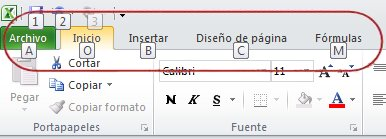 1 2 3
Archivo Inicio Insertar Diseño de página Fórmulas
A O B C M
Cortar
Calibri 11 A A
Pegar Copiar
Copiar formato
N K S
Portapapeles Fuente